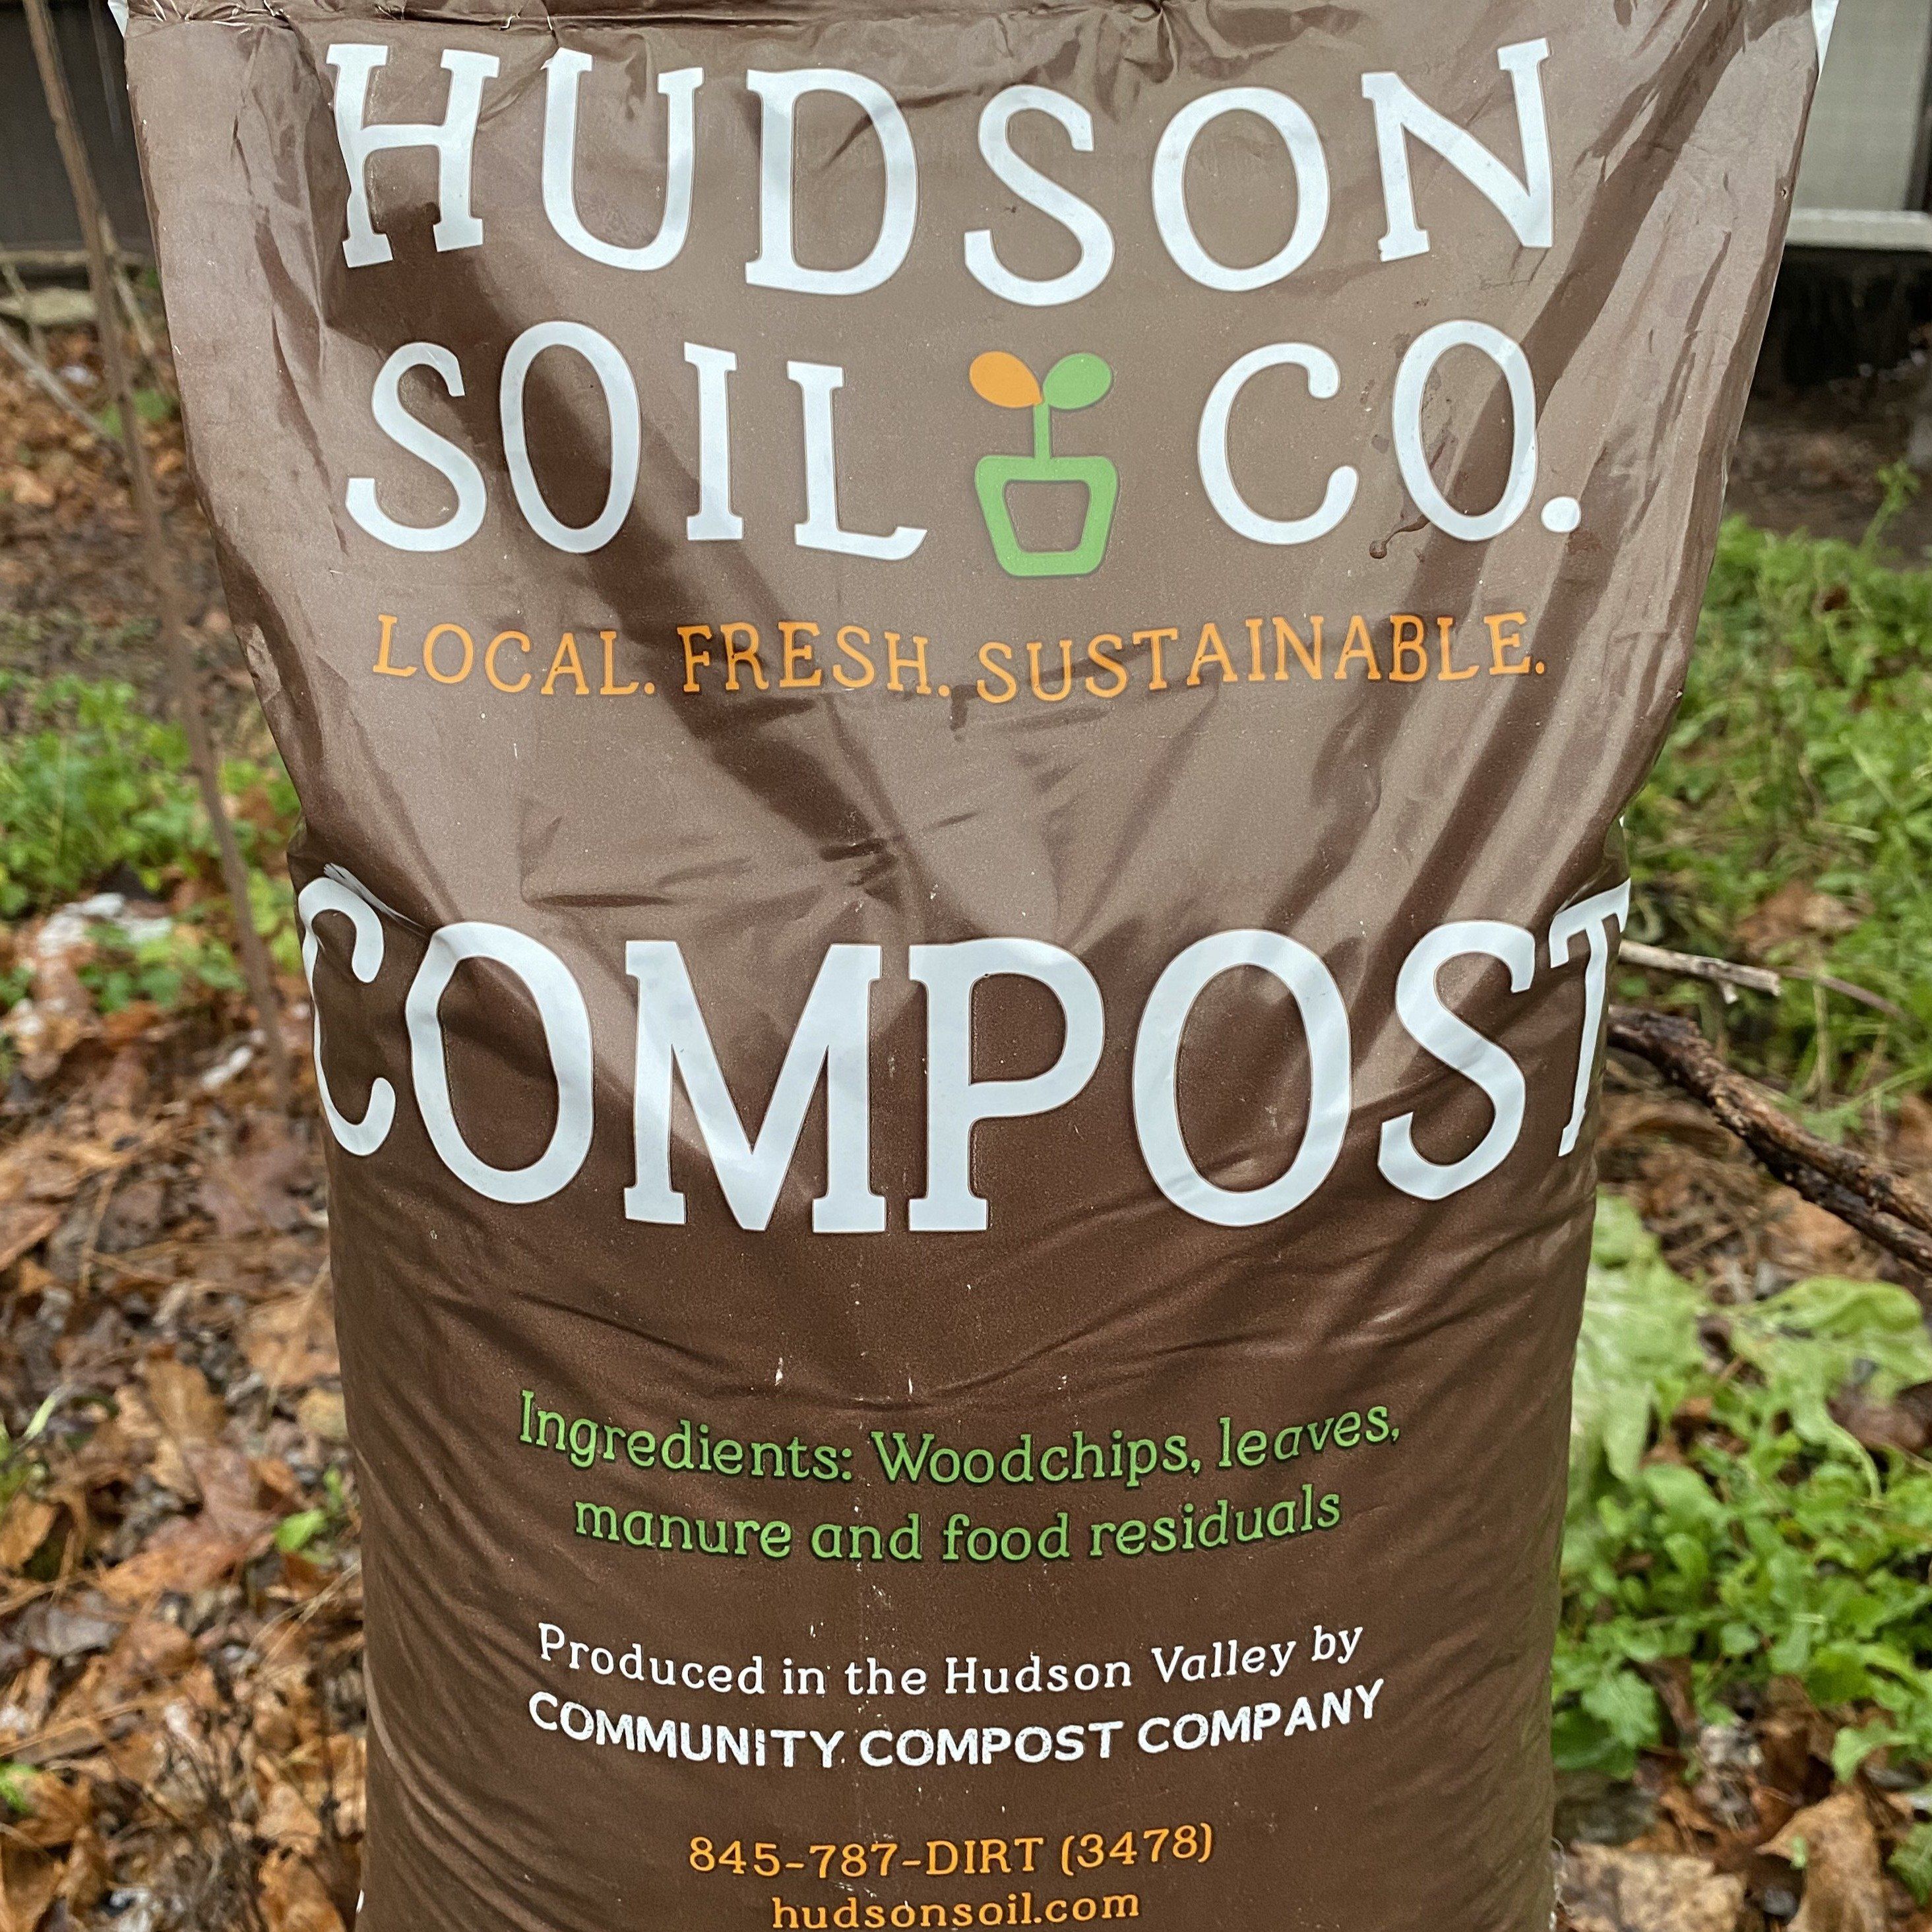 HUDSON
SOIL CO.
LOCAL. FRESH. SUSTAINABLE.
COMPOST
Ingredients: Woodchips, leaves,
manure and food residuals
Produced in the Hudson Valley by
COMMUNITY COMPOST COMPANY
845-787-DIRT (3478)
hudsonsoil.com